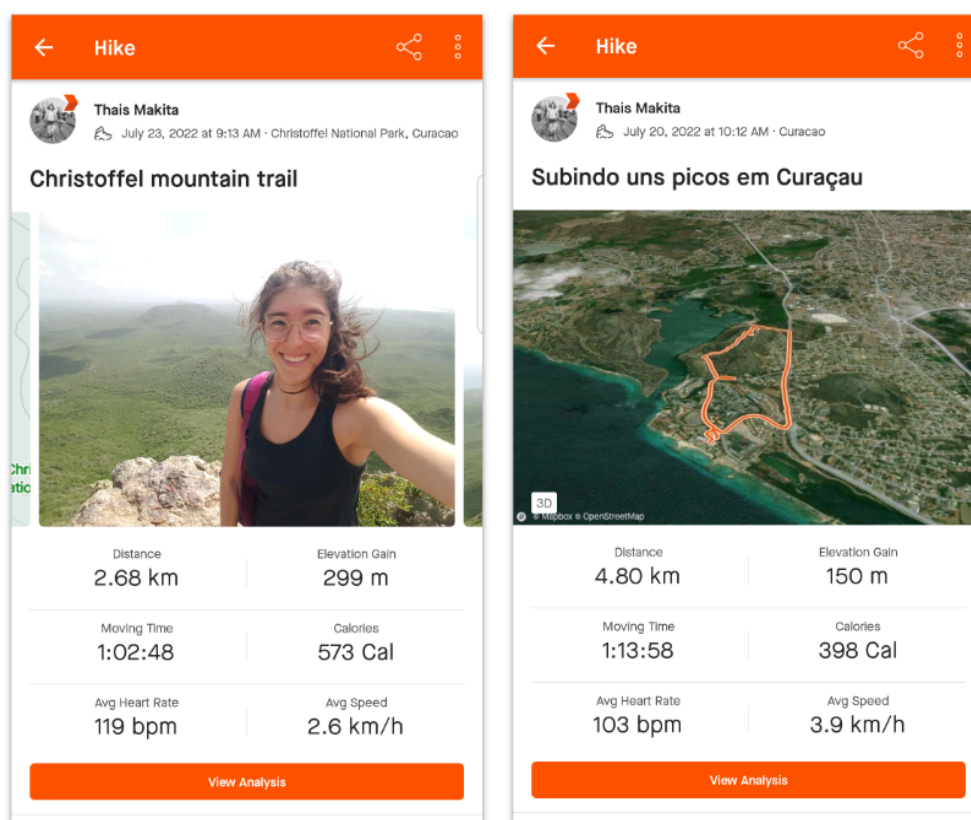 Hike
Thais Makita
July 23, 2022 at 9:13 AM · Christoffel National Park, Curacao
Christoffel mountain trail
Chri
atio
Distance
2.68 km
Elevation Gain
299 m
Moving Time
1:02:48
Calories
573 Cal
Avg Heart Rate
119 bpm
Avg Speed
2.6 km/h
View Analysis
Hike
Thais Makita
July 20, 2022 at 10:12 AM · Curacao
Subindo uns picos em Curaçau
3D
© Mapbox © OpenStreetMap
Distance
4.80 km
Elevation Gain
150 m
Moving Time
1:13:58
Calories
398 Cal
Avg Heart Rate
103 bpm
Avg Speed
3.9 km/h
View Analysis